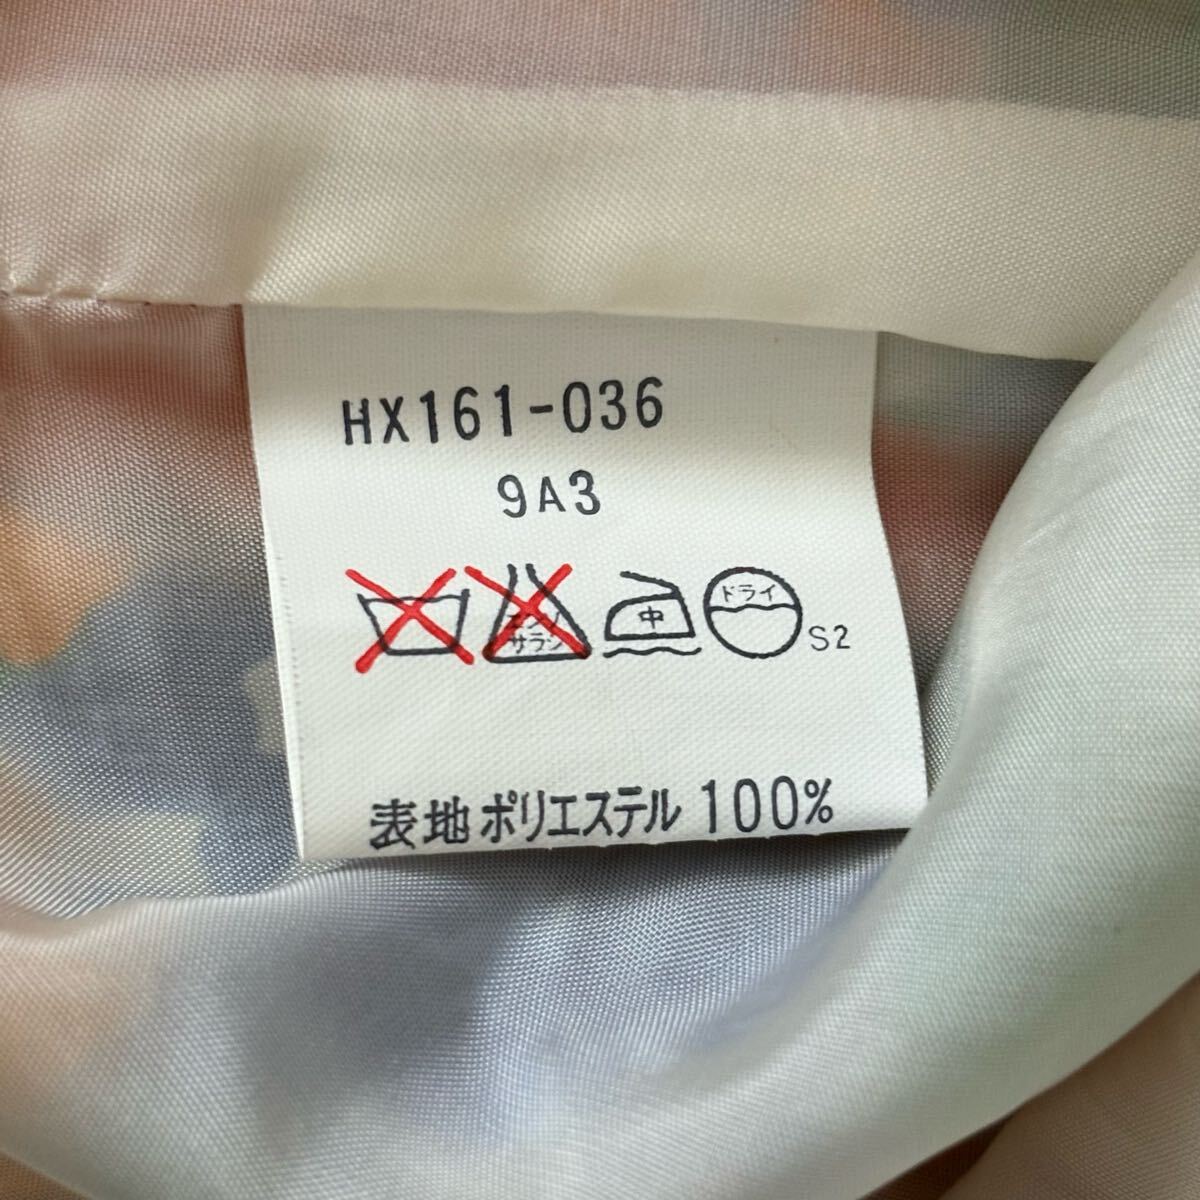 HX161-036
9A3
エンソ
サラシ
中
ドライ
S2
表地 ポリエステル 100%